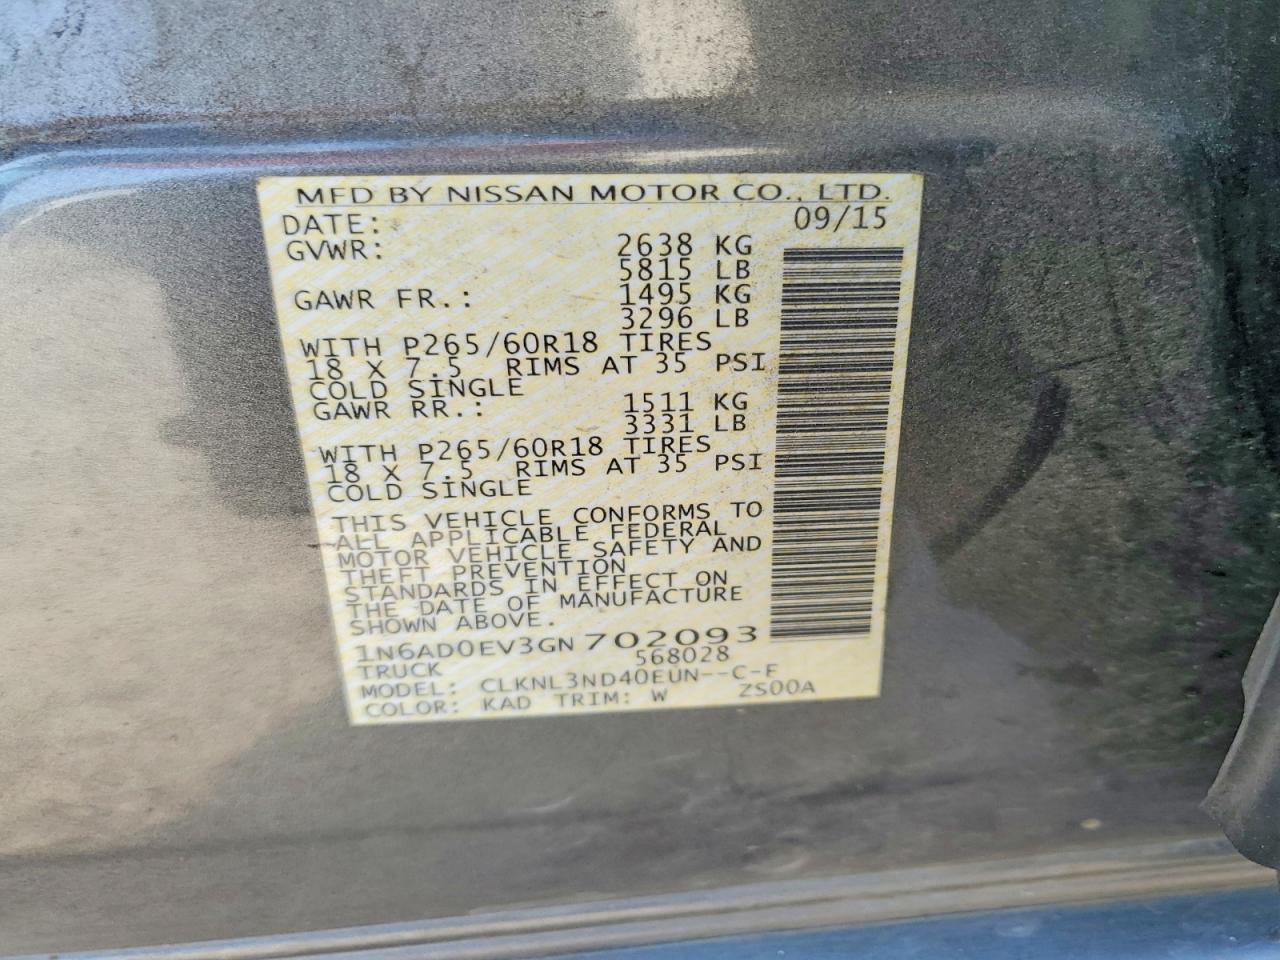 MFD BY NISSAN MOTOR CO., LTD.
DATE: 09/15
GVWR: 2638 KG
5815 LB
GAWR FR.: 1495 KG
3296 LB
WITH P265/60R18 TIRES
18 X 7.5 RIMS AT 35 PSI
COLD SINGLE
GAWR RR.: 1511 KG
3331 LB
WITH P265/60R18 TIRES
18 X 7.5 RIMS AT 35 PSI
COLD SINGLE
THIS VEHICLE CONFORMS TO
ALL APPLICABLE FEDERAL
MOTOR VEHICLE SAFETY AND
THEFT PREVENTION
STANDARDS IN EFFECT ON
THE DATE OF MANUFACTURE
SHOWN ABOVE.
1N6AD0EV3GN702093
TRUCK 568028
MODEL: CLKNL3ND40EUN--C-F
COLOR: KAD TRIM: W ZS00A